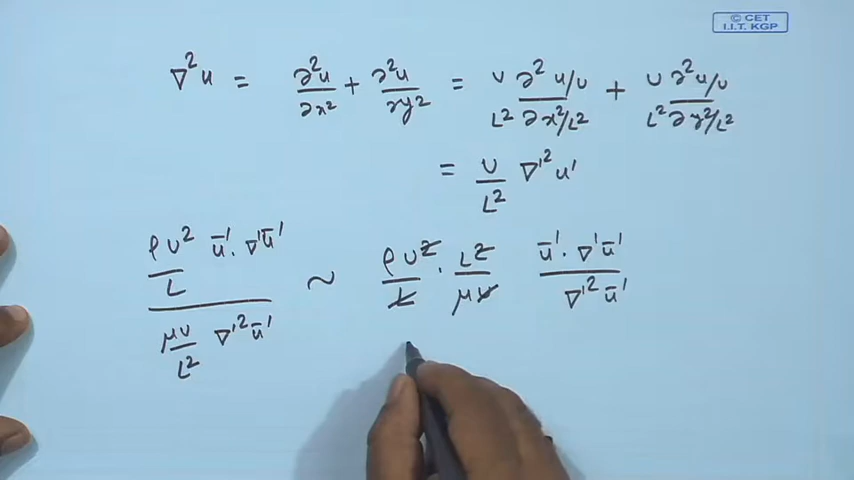 © CET
I.I.T. KGP
∇²u = ∂²u/∂x² + ∂²u/∂y² = U ∂²u/U / L² ∂x²/L² + U ∂²u/U / L² ∂y²/L²
= U/L² ∇'²u'
ρU²/L ū'·∇'ū' / μU/L² ∇'²ū' ~ ρU²/L · L²/μU ū'·∇'ū' / ∇'²ū'